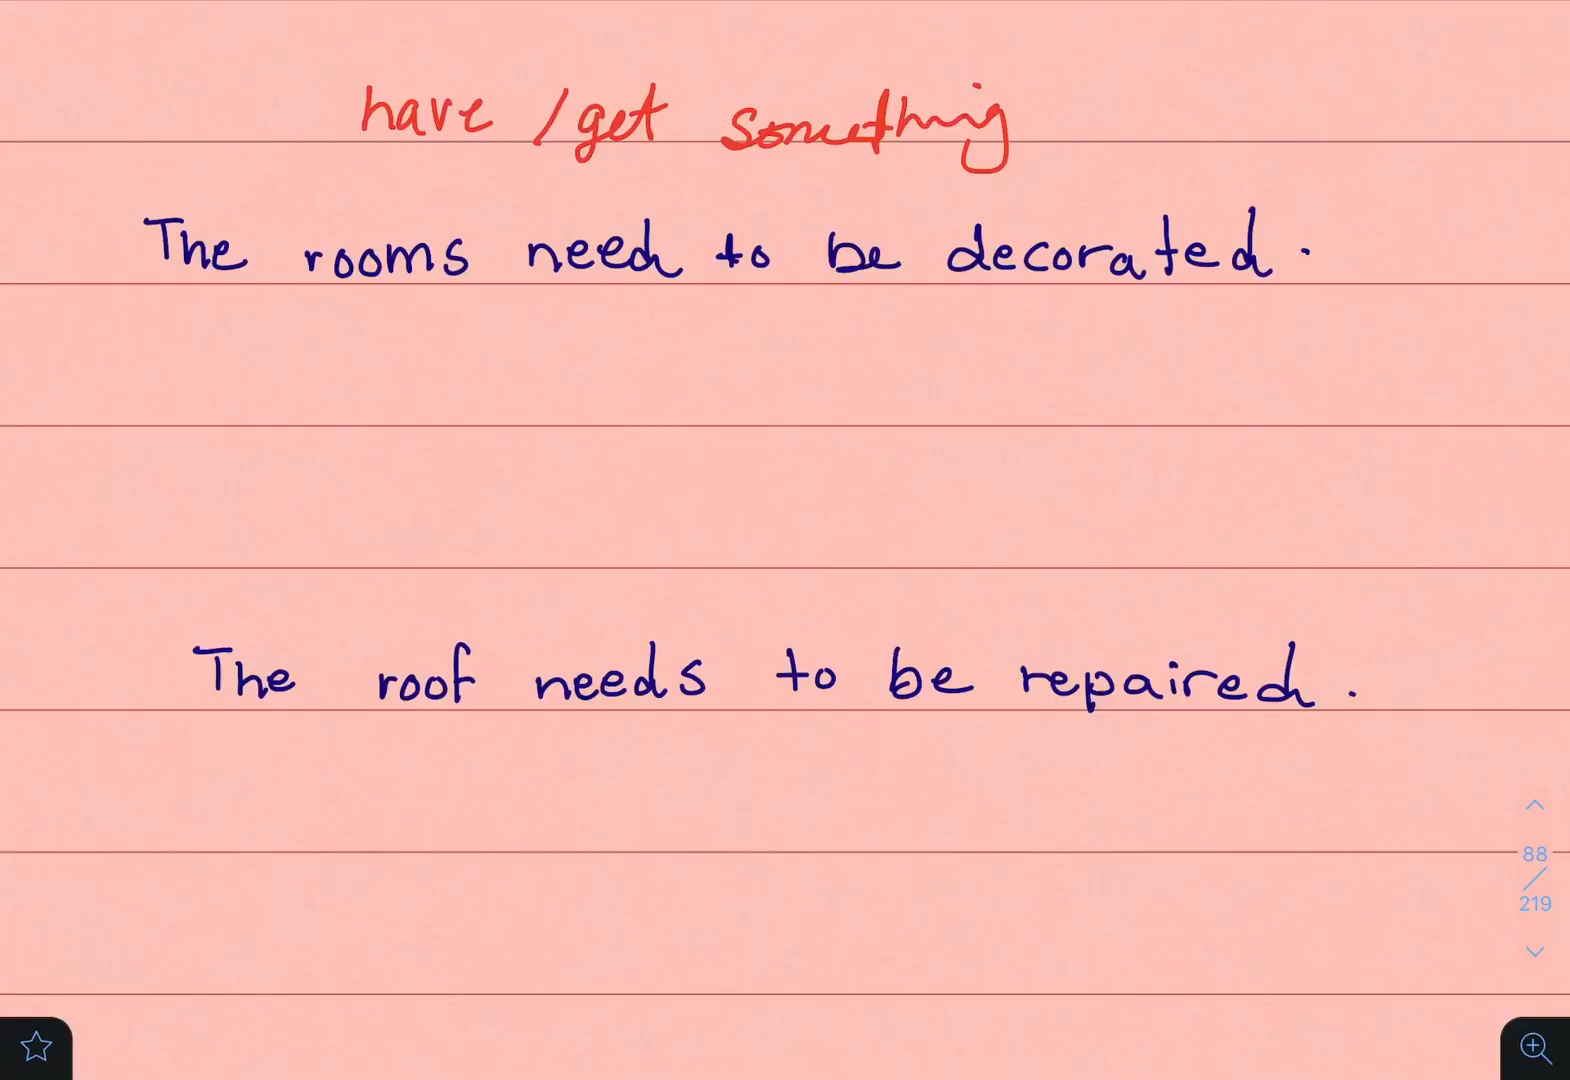 have / get something
The rooms need to be decorated.
The roof needs to be repaired.
88
219